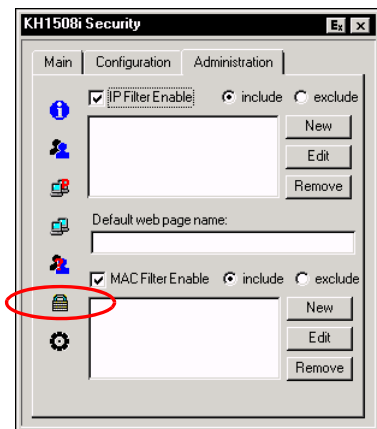 KH1508i Security Ex x
Main Configuration Administration
IP Filter Enable include exclude
New
Edit
Remove
Default web page name:
MAC Filter Enable include exclude
New
Edit
Remove